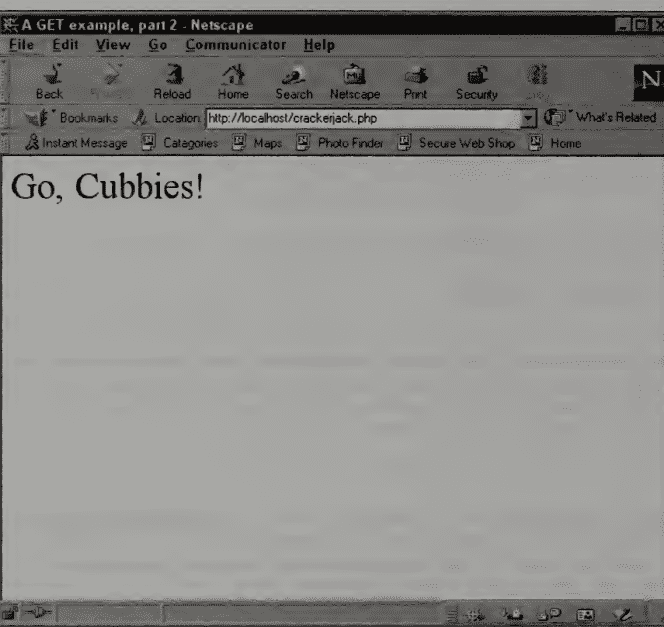 A GET example, part 2 - Netscape
File Edit View Go Communicator Help
Back Reload Home Search Netscape Print Security
Bookmarks Location: http://localhost/crackerjack.php What's Related
Instant Message Catagories Maps Photo Finder Secure Web Shop Home
N
Go, Cubbies!